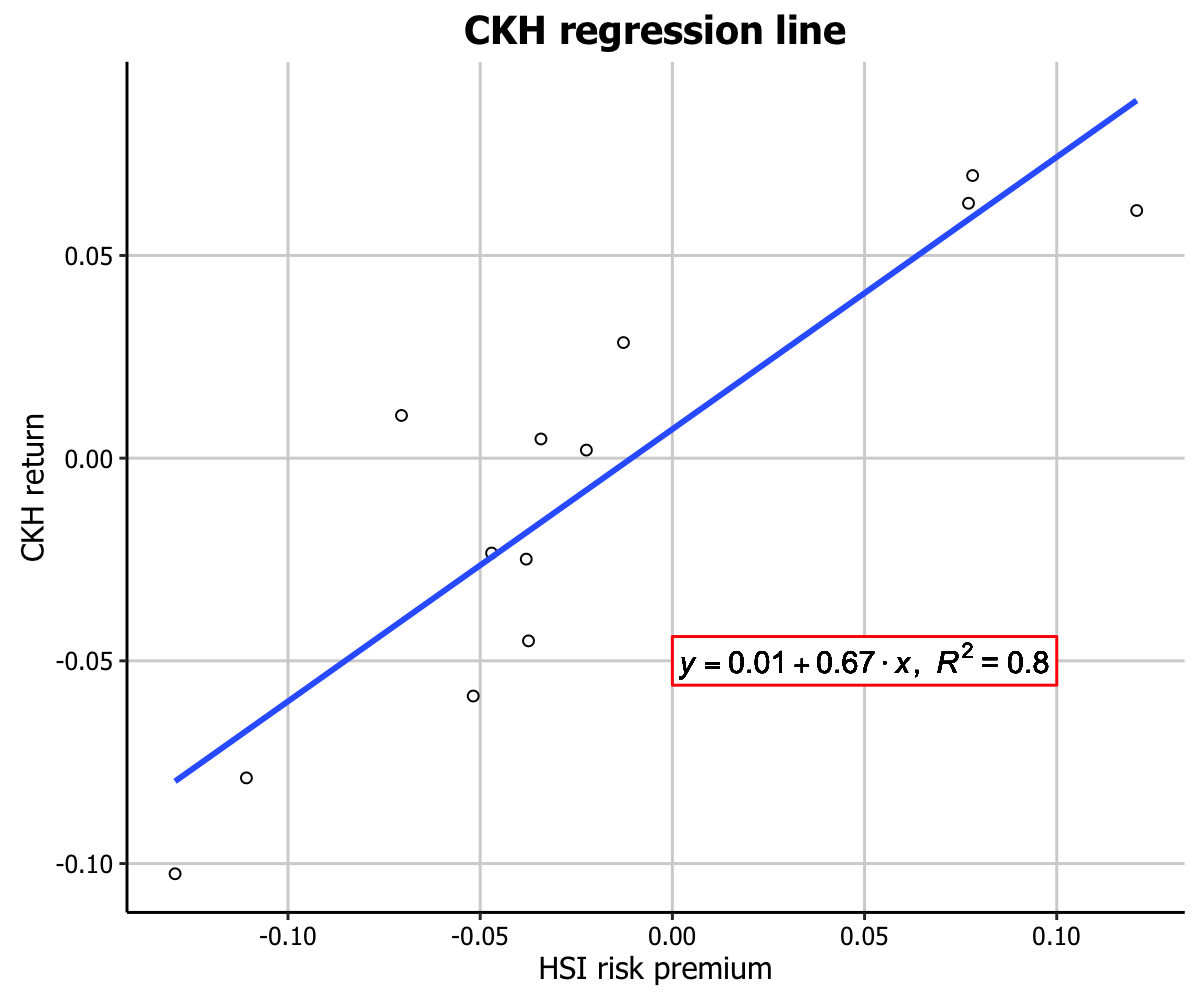 CKH regression line
0.05
0.00
-0.05
-0.10
CKH return
y = 0.01 + 0.67 · x, R² = 0.8
-0.10 -0.05 0.00 0.05 0.10
HSI risk premium